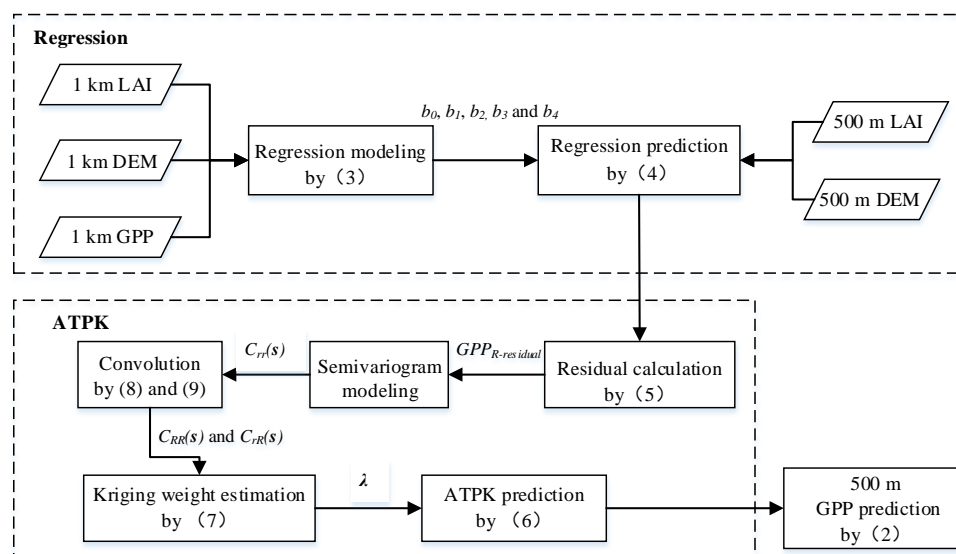 Regression
1 km LAI
1 km DEM
1 km GPP
Regression modeling
by（3）
b0, b1, b2, b3 and b4
Regression prediction
by（4）
500 m LAI
500 m DEM
ATPK
Convolution
by (8) and (9)
Crr(s)
Semivariogram
modeling
GPPR-residual
Residual calculation
by（5）
CRR(s) and CrR(s)
Kriging weight estimation
by（7）
λ
ATPK prediction
by（6）
500 m
GPP prediction
by（2）